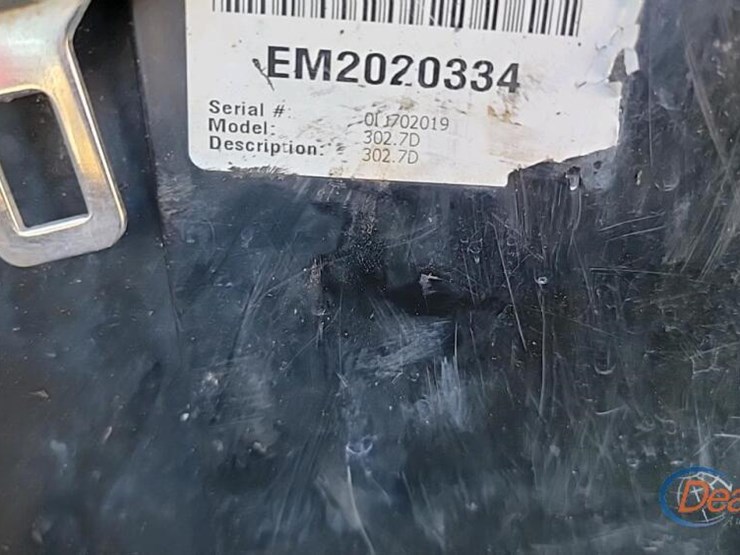 EM2020334
Serial #:
Model: 302.7D
Description: 302.7D